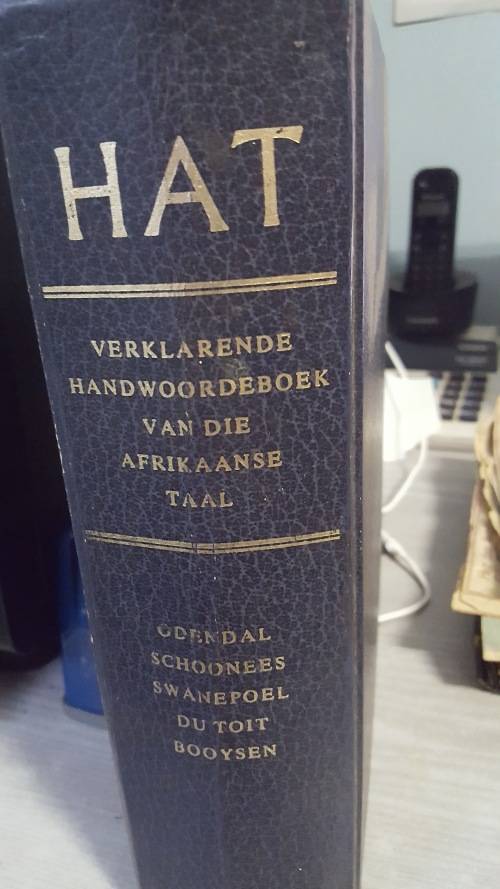 HAT
VERKLARENDE
HANDWOORDEBOEK
VAN DIE
AFRIKAANSE
TAAL
ODENDAL
SCHOONEES
SWANEPOEL
DU TOIT
BOOYSEN